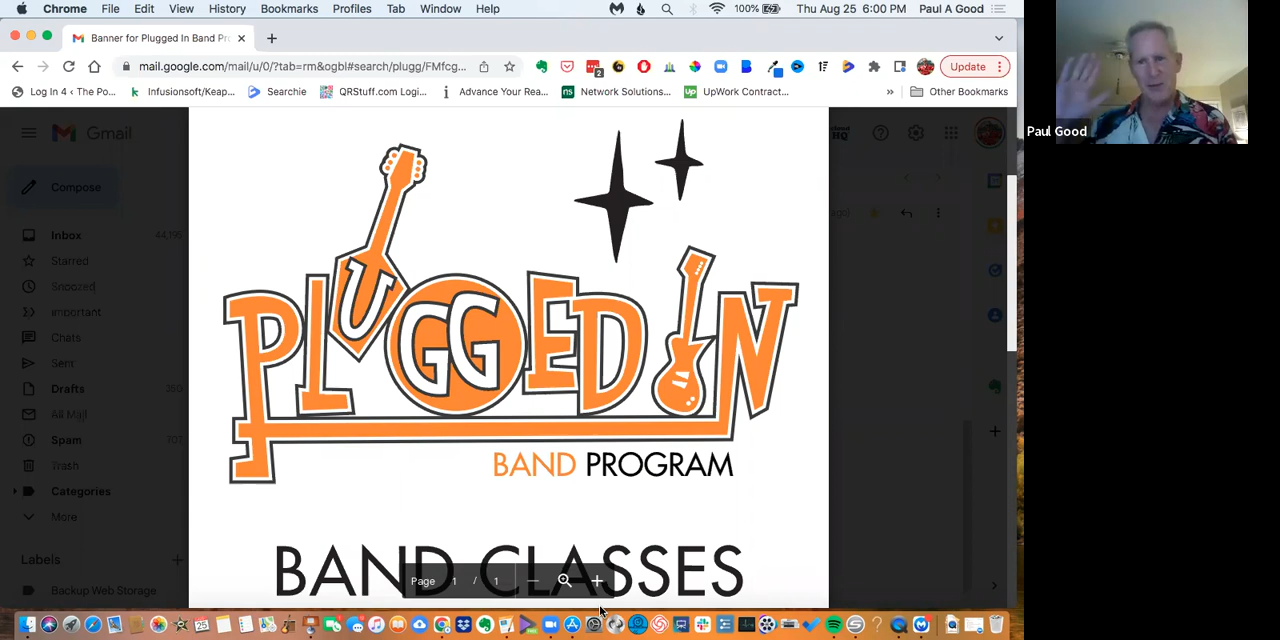 Chrome File Edit View History Bookmarks Profiles Tab Window Help 100% Thu Aug 25 6:00 PM Paul A Good
Banner for Plugged In Band Pr
mail.google.com/mail/u/0/?tab=rm&ogbl#search/plugg/FMfcg... Update
Log In 4 ‹ The Po... Infusionsoft/Keap... Searchie QRStuff.com Logi... Advance Your Rea... Network Solutions... UpWork Contract... » Other Bookmarks
Paul Good
Gmail
Compose
Inbox 44,195
Starred
Snoozed
Important
Chats
Sent
Drafts
All Mail
Spam 907
Trash
Categories
More
Labels
Backup Web Storage
PLUGGED IN
BAND PROGRAM
BAND CLASSES
Page 1 / 1